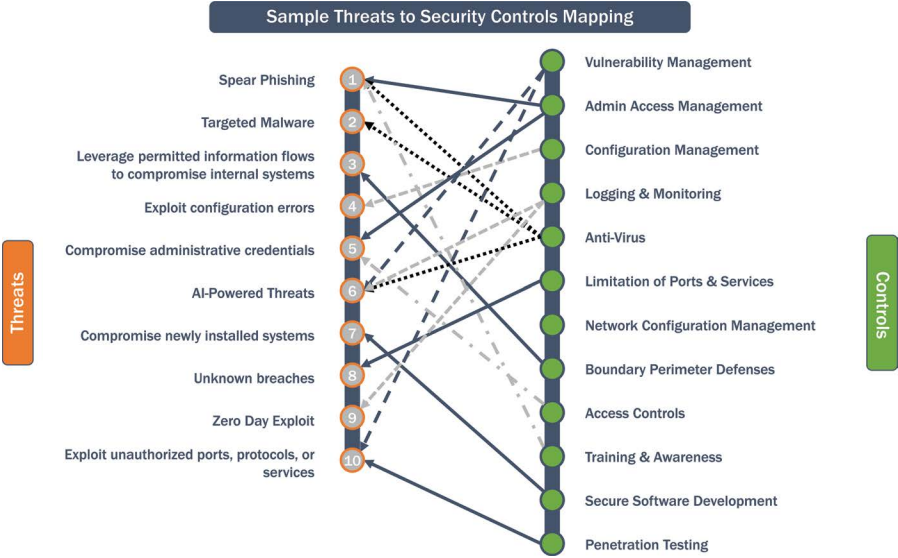 Sample Threats to Security Controls Mapping
Threats
Spear Phishing
1
Targeted Malware
2
Leverage permitted information flows
to compromise internal systems
3
Exploit configuration errors
4
Compromise administrative credentials
5
AI-Powered Threats
6
Compromise newly installed systems
7
Unknown breaches
8
Zero Day Exploit
9
Exploit unauthorized ports, protocols, or
services
10
Vulnerability Management
Admin Access Management
Configuration Management
Logging & Monitoring
Anti-Virus
Limitation of Ports & Services
Network Configuration Management
Boundary Perimeter Defenses
Access Controls
Training & Awareness
Secure Software Development
Penetration Testing
Controls